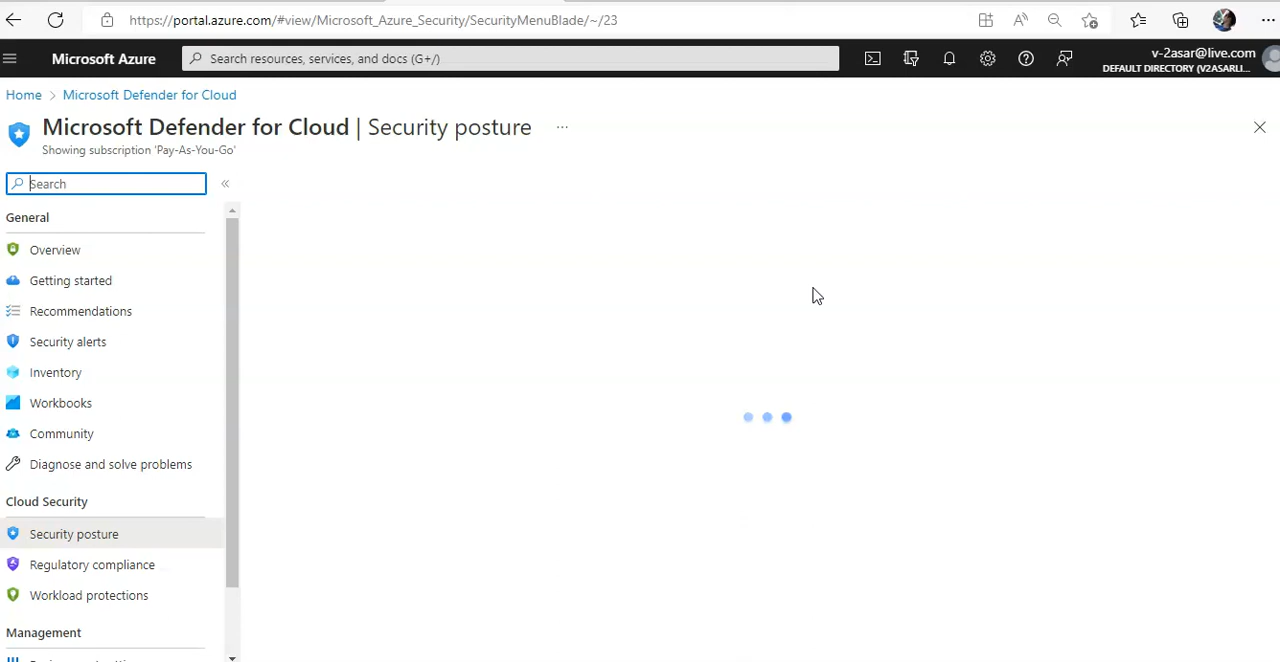 https://portal.azure.com/#view/Microsoft_Azure_Security/SecurityMenuBlade/~/23
Microsoft Azure
Search resources, services, and docs (G+/)
v-2asar@live.com
DEFAULT DIRECTORY (V2ASARLI...
Home > Microsoft Defender for Cloud
Microsoft Defender for Cloud | Security posture ...
Showing subscription 'Pay-As-You-Go'
Search
General
Overview
Getting started
Recommendations
Security alerts
Inventory
Workbooks
Community
Diagnose and solve problems
Cloud Security
Security posture
Regulatory compliance
Workload protections
Management